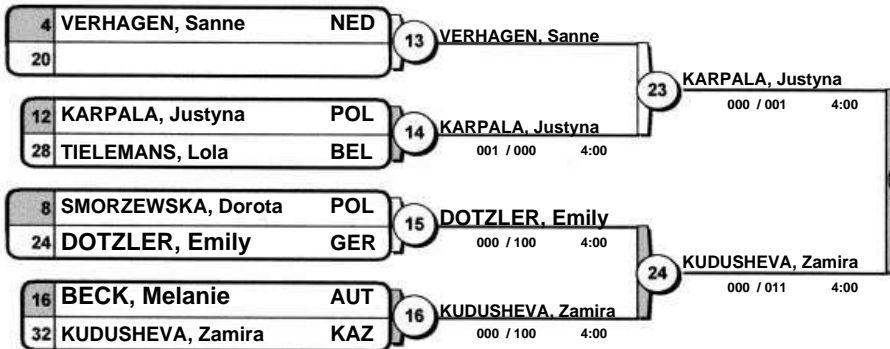 4 VERHAGEN, Sanne NED
20
13 VERHAGEN, Sanne
12 KARPALA, Justyna POL
28 TIELEMANS, Lola BEL
14 KARPALA, Justyna
001 / 000 4:00
23 KARPALA, Justyna
000 / 001 4:00
8 SMORZEWSKA, Dorota POL
24 DOTZLER, Emily GER
15 DOTZLER, Emily
000 / 100 4:00
16 BECK, Melanie AUT
32 KUDUSHEVA, Zamira KAZ
16 KUDUSHEVA, Zamira
000 / 100 4:00
24 KUDUSHEVA, Zamira
000 / 011 4:00